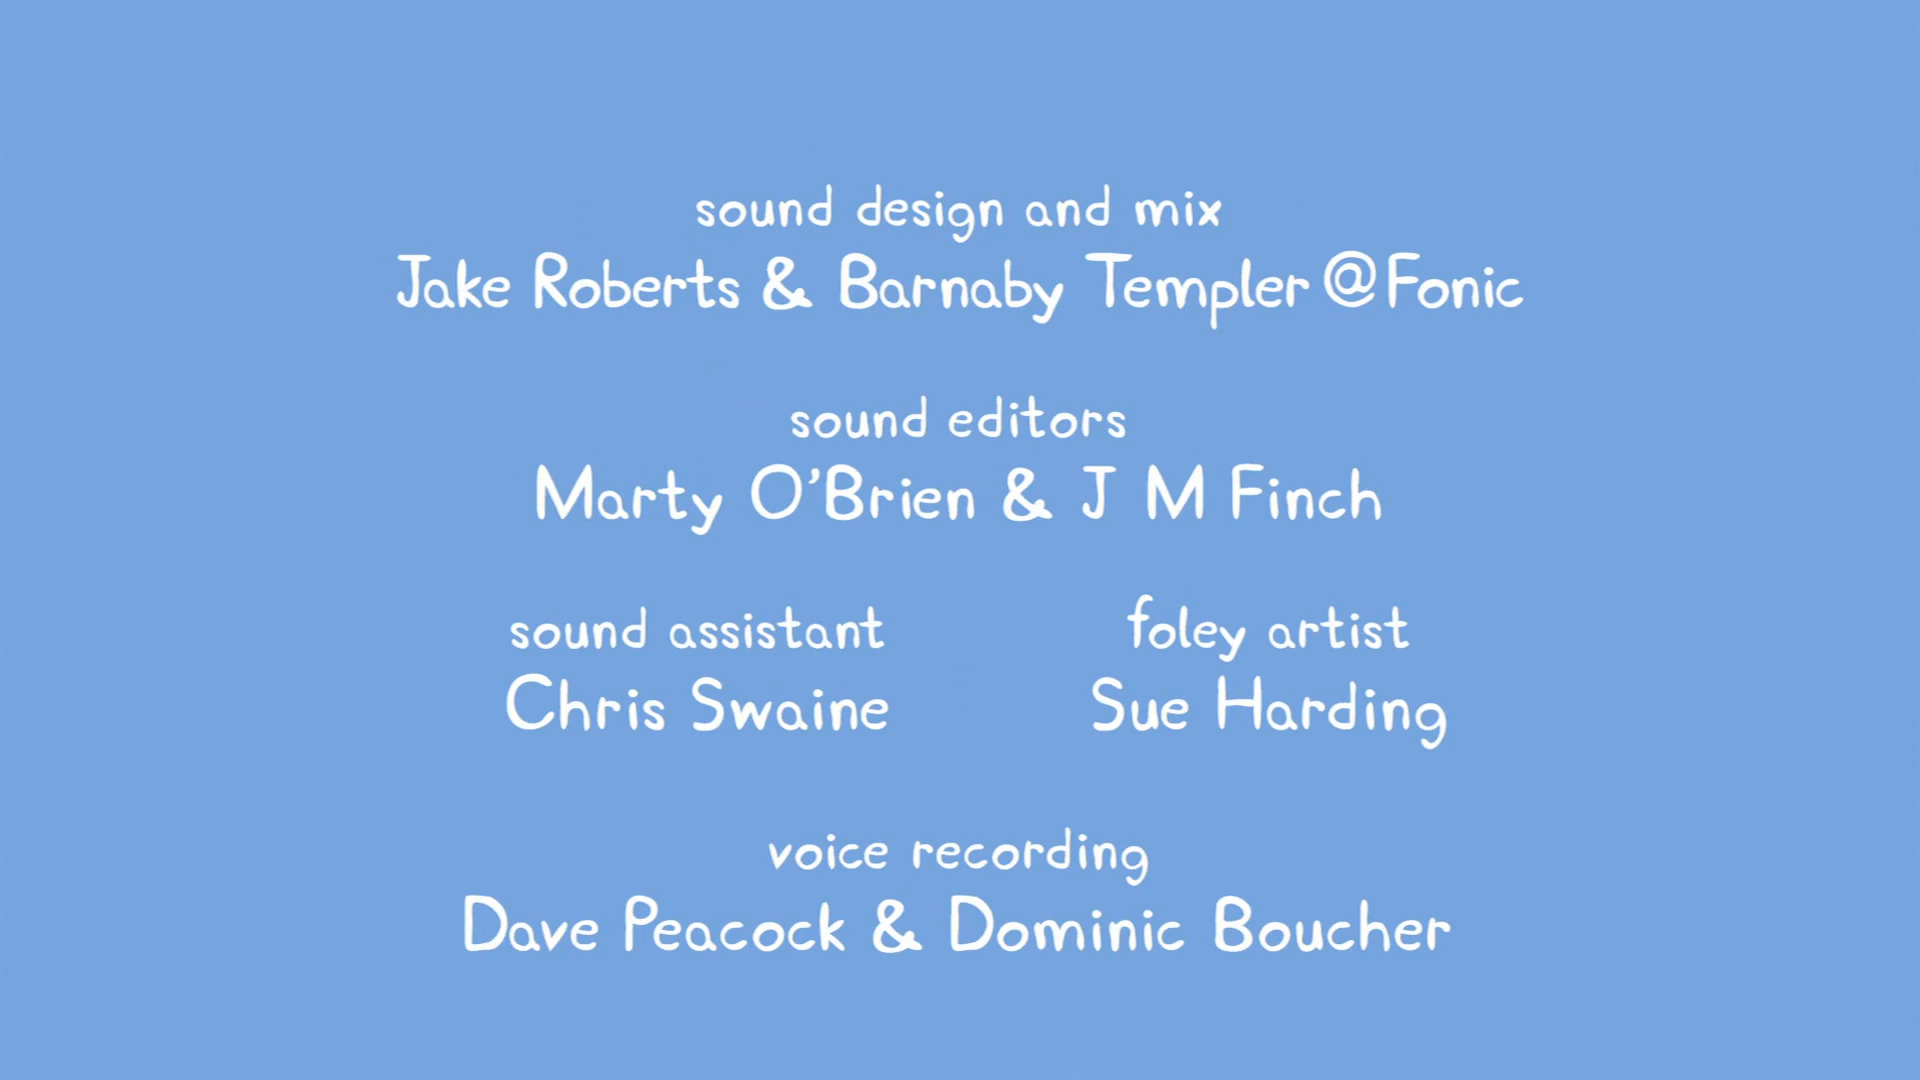 sound design and mix
Jake Roberts & Barnaby Templer @Fonic
sound editors
Marty O'Brien & J M Finch
sound assistant
Chris Swaine
foley artist
Sue Harding
voice recording
Dave Peacock & Dominic Boucher